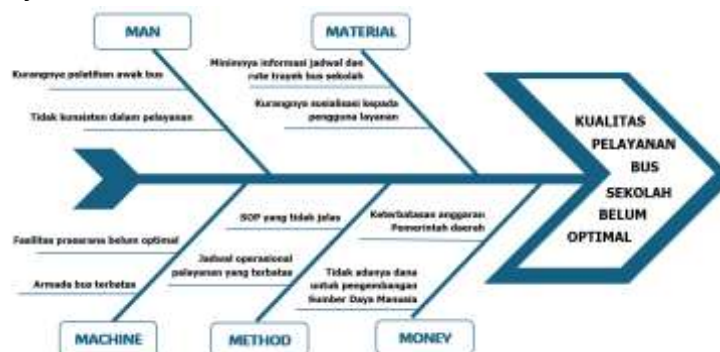 MAN
MATERIAL
Kurangnya pelatihan awak bus
Tidak konsisten dalam pelayanan
Minimnya informasi jadwal dan
rute trayek bus sekolah
Kurangnya sosialisasi kepada
pengguna layanan
KUALITAS
PELAYANAN
BUS
SEKOLAH
BELUM
OPTIMAL
Fasilitas prasarana belum optimal
Armada bus terbatas
SOP yang tidak jelas
Jadwal operasional
pelayanan yang terbatas
Keterbatasan anggaran
Pemerintah daerah
Tidak adanya dana
untuk pengembangan
Sumber Daya Manusia
MACHINE
METHOD
MONEY